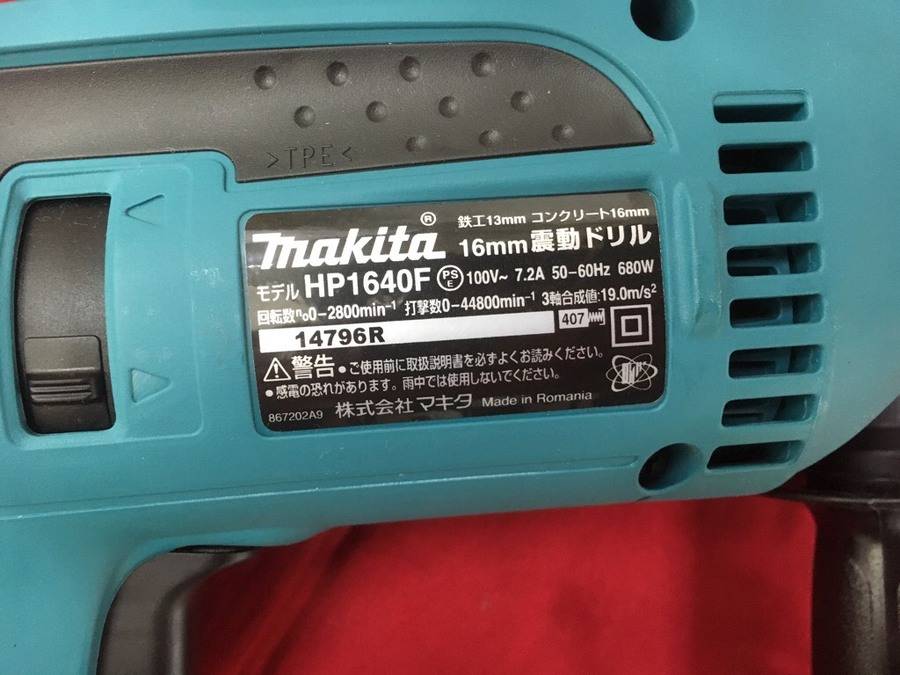 >TPE<
鉄工13mm コンクリート16mm
makita® 16mm震動ドリル
モデル HP1640F PSE 100V~ 7.2A 50-60Hz 680W
回転数n₀0-2800min⁻¹ 打撃数0-44800min⁻¹ 3軸合成値:19.0m/s²
14796R 407
⚠警告 ●ご使用前に取扱説明書を必ずよくお読みください。
●感電の恐れがあります。雨中では使用しないでください。
867202A9 株式会社マキタ Made in Romania